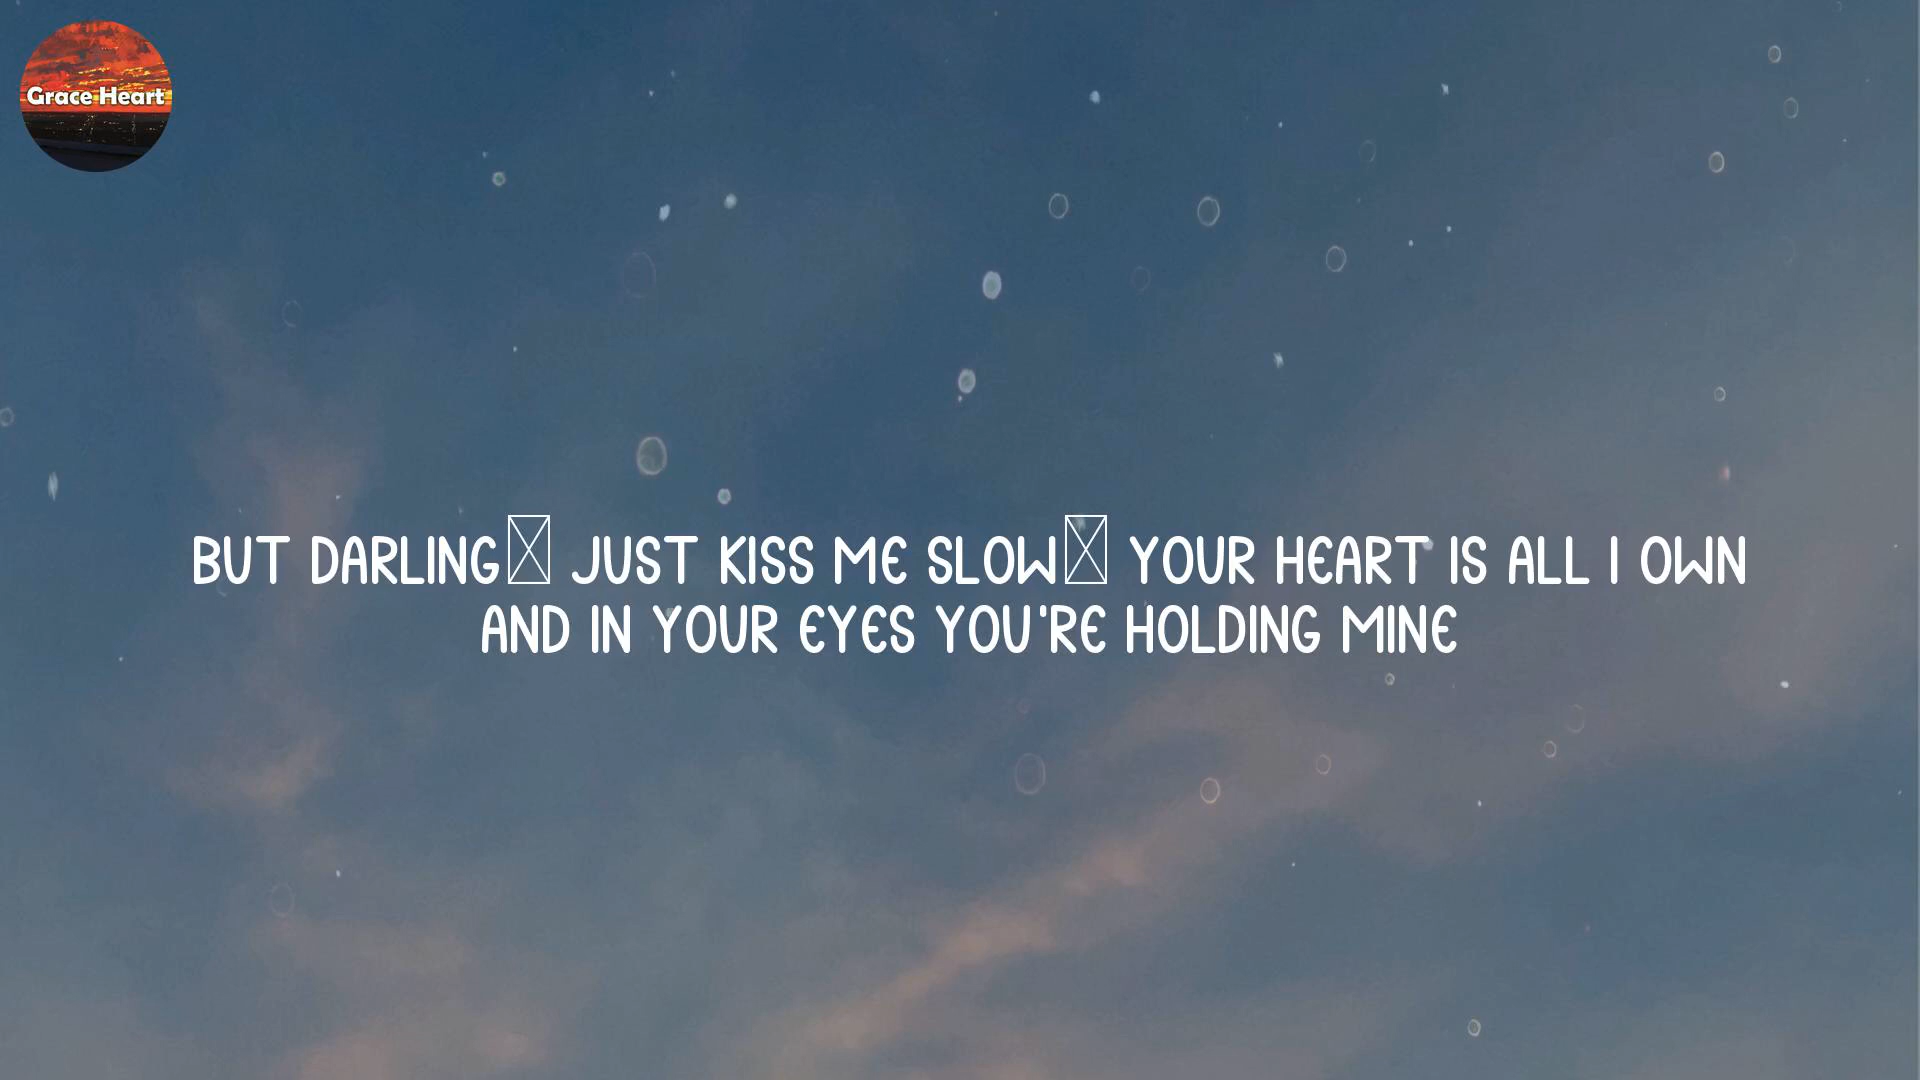 Grace Heart
BUT DARLING☒ JUST KISS ME SLOW☒ YOUR HEART IS ALL I OWN
AND IN YOUR EYES YOU'RE HOLDING MINE